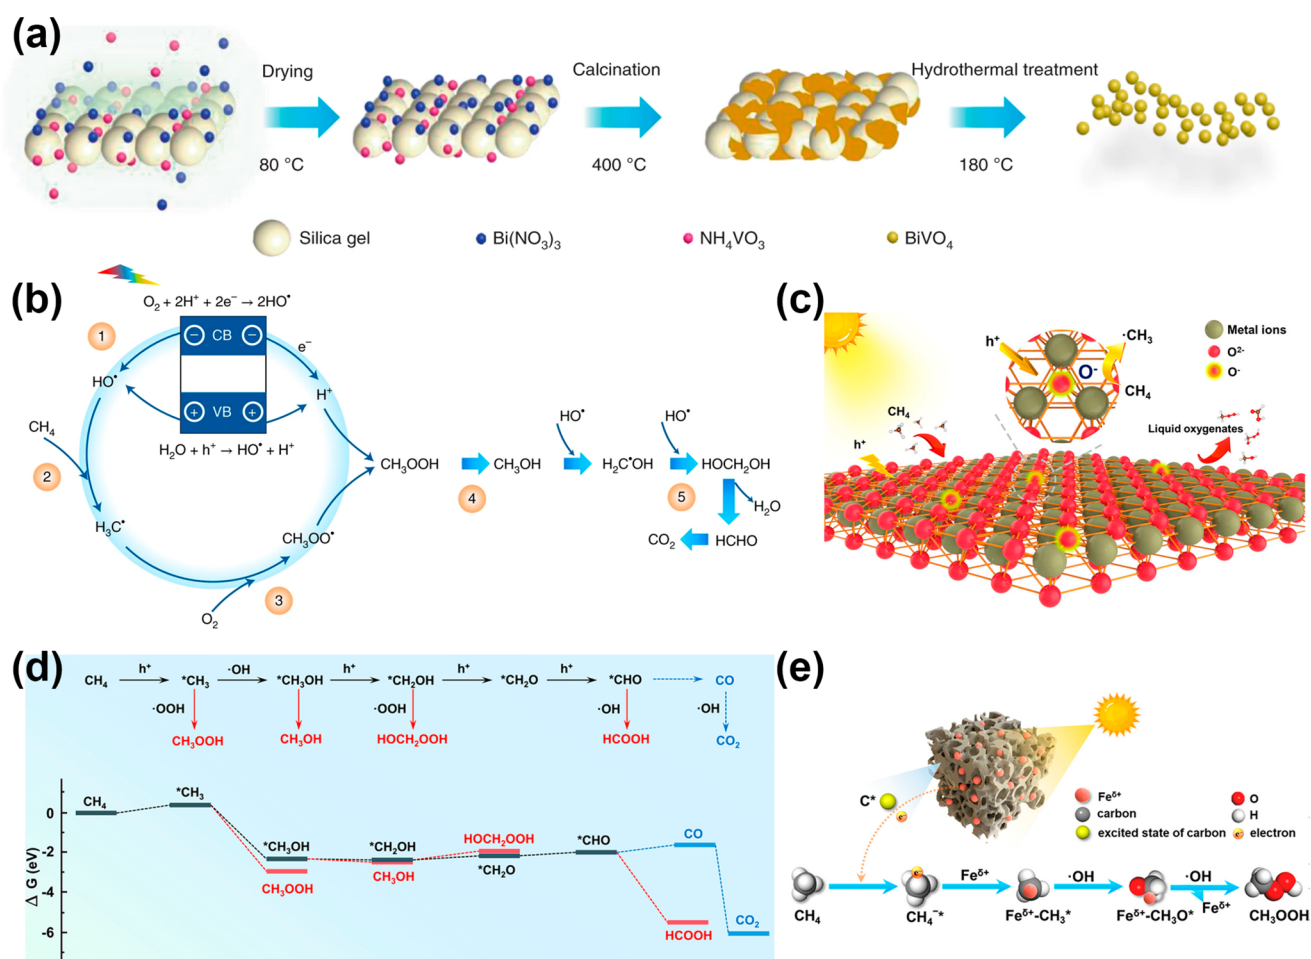 (a)
Drying
80 °C
Calcination
400 °C
Hydrothermal treatment
180 °C
Silica gel
Bi(NO₃)₃
NH₄VO₃
BiVO₄
(b)
O₂ + 2H⁺ + 2e⁻ → 2HO•
1
− CB −
e⁻
HO•
H⁺
+ VB +
H₂O + h⁺ → HO• + H⁺
CH₄
2
H₃C•
O₂
3
CH₃OO•
CH₃OOH
4
CH₃OH
HO•
H₂C•OH
HO•
5
HOCH₂OH
H₂O
HCHO
CO₂
(c)
h⁺
O⁻
·CH₃
CH₄
Metal ions
O²⁻
O⁻
CH₄
h⁺
Liquid oxygenates
(d)
CH₄ h⁺ *CH₃ ·OH *CH₃OH h⁺ *CH₂OH h⁺ *CH₂O h⁺ *CHO CO
·OOH ·OOH ·OH ·OH
CH₃OOH CH₃OH HOCH₂OOH HCOOH CO₂
Δ G (eV)
0
-2
-4
-6
CH₄
*CH₃
*CH₃OH
CH₃OOH
*CH₂OH
CH₃OH
HOCH₂OOH
*CH₂O
*CHO
HCOOH
CO
CO₂
(e)
C*
e⁻
Feδ⁺
carbon
excited state of carbon
O
H
e⁻ electron
e⁻
Feδ⁺
·OH
·OH
Feδ⁺
CH₄
CH₄⁻*
Feδ⁺-CH₃*
Feδ⁺-CH₃O*
CH₃OOH